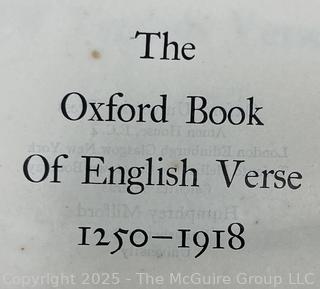 The
Oxford Book
Of English Verse
1250–1918
Copyright 2025 - The McGuire Group LLC